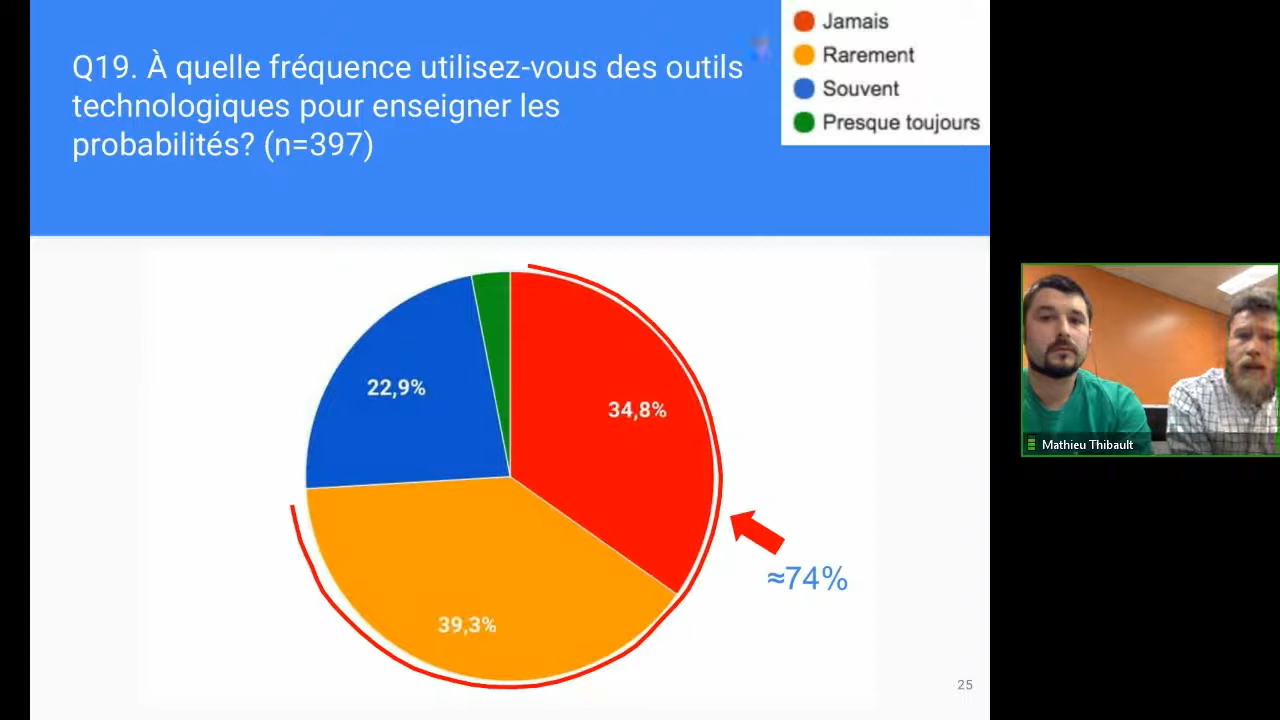 Q19. À quelle fréquence utilisez-vous des outils
technologiques pour enseigner les
probabilités? (n=397)
Jamais
Rarement
Souvent
Presque toujours
22,9%
34,8%
39,3%
≈74%
Mathieu Thibault
25